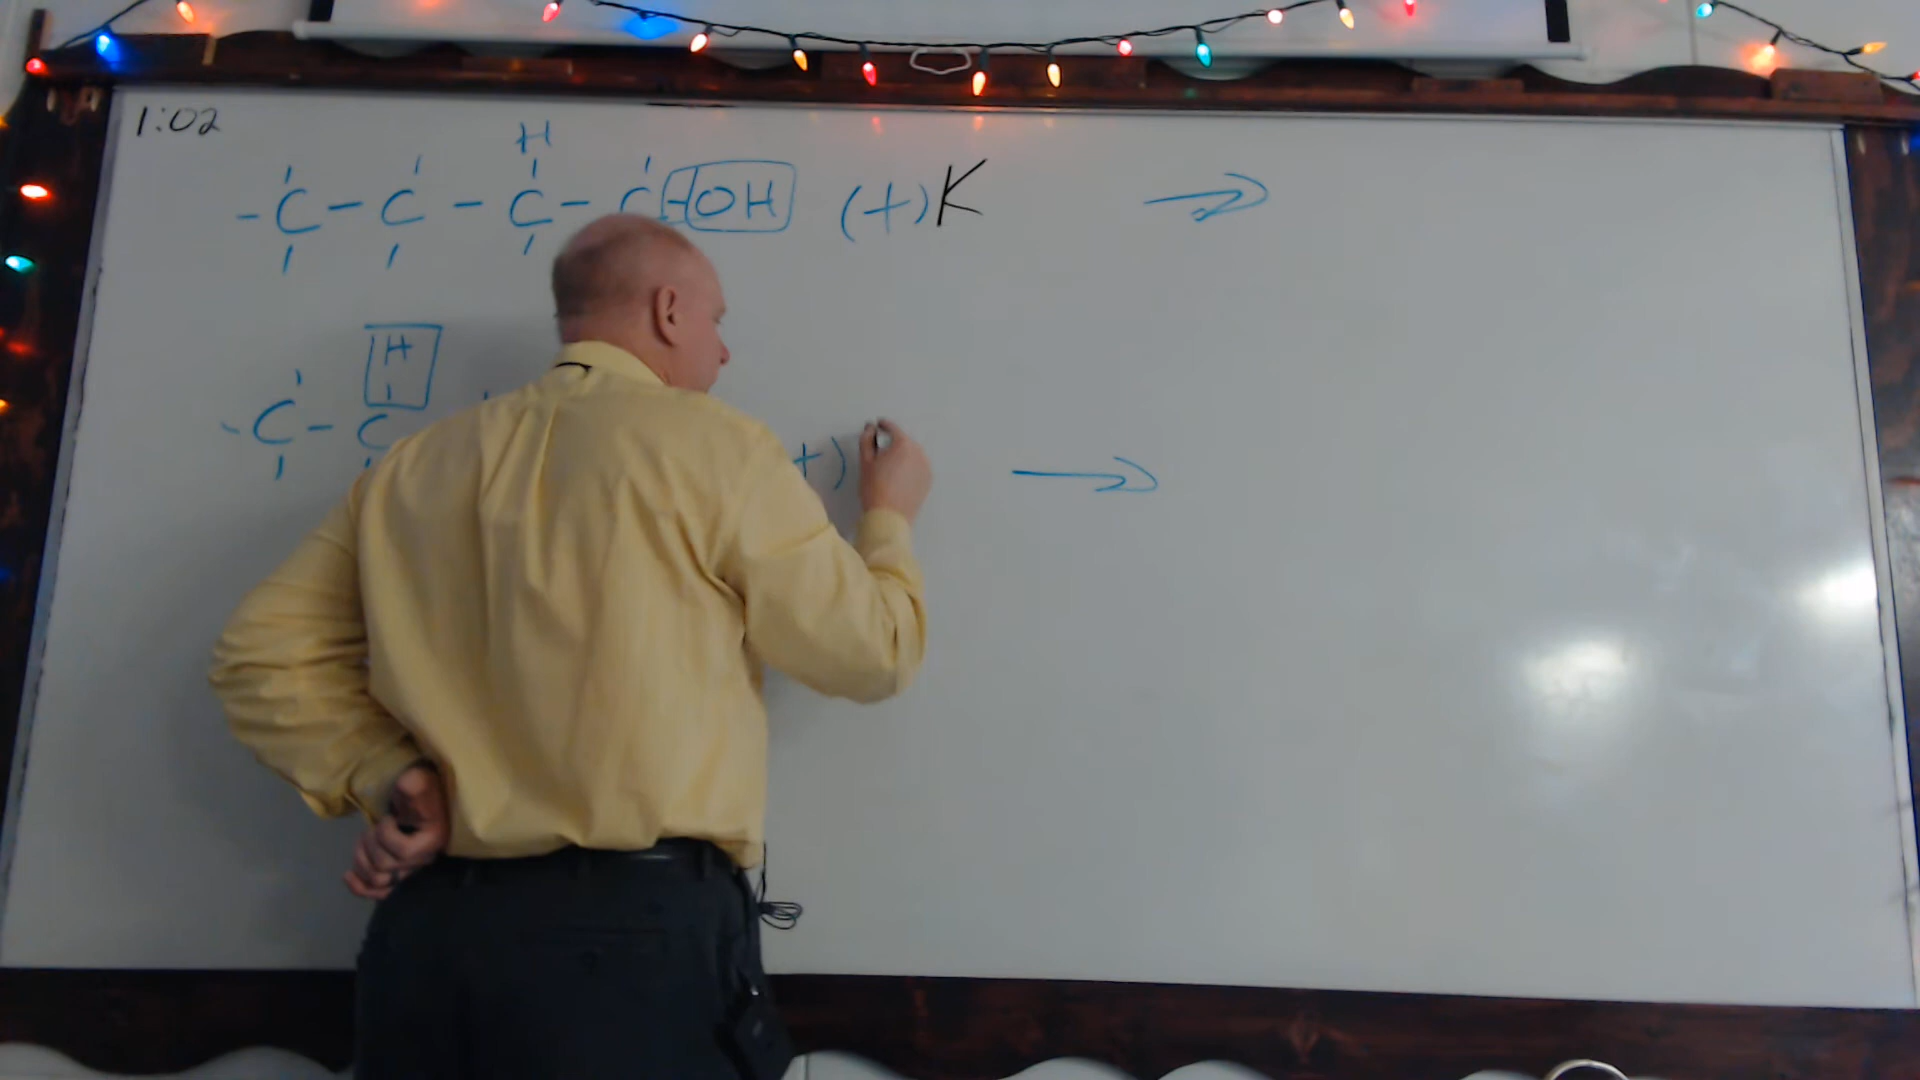 1:02
H
- C - C - C - C - OH (+) K →
H
- C - C +) →